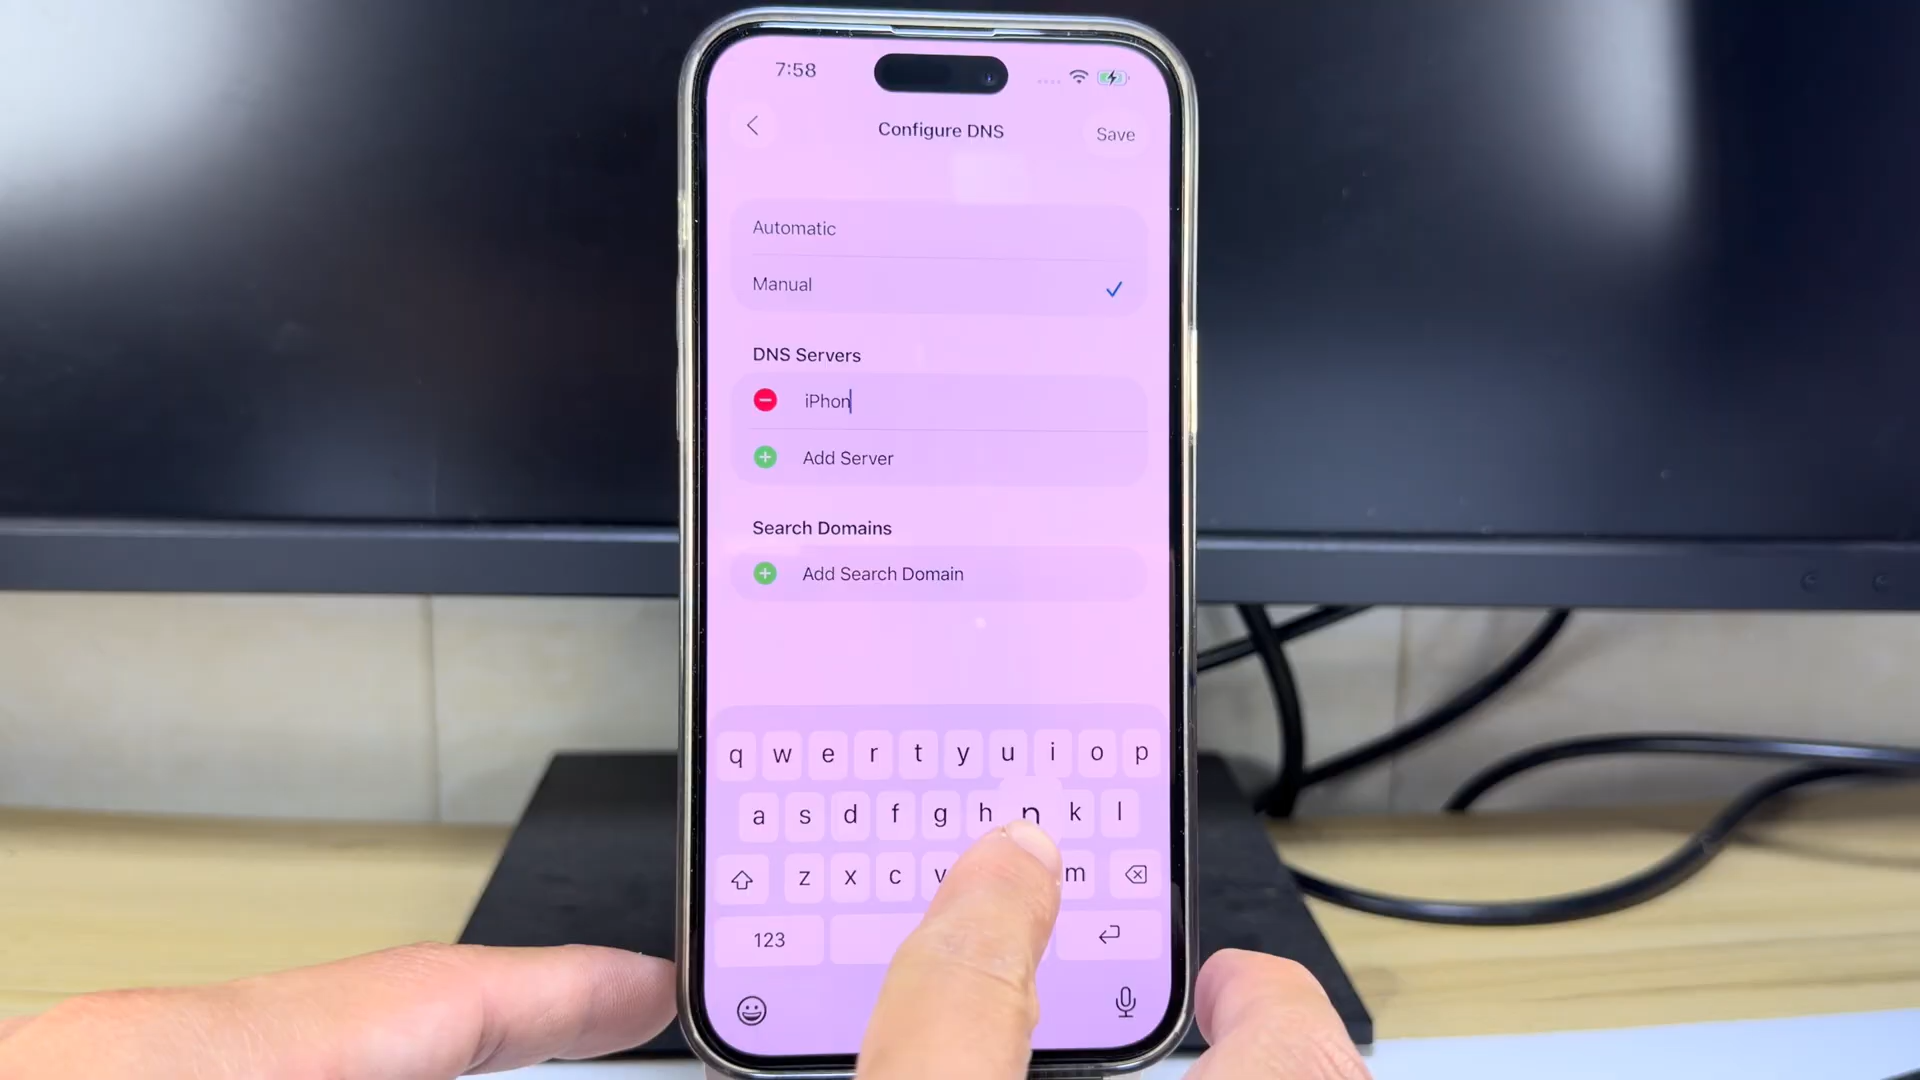 7:58
Configure DNS
Save
Automatic
Manual
DNS Servers
iPhon
Add Server
Search Domains
Add Search Domain
q w e r t y u i o p
a s d f g h n k l
z x c v m
123